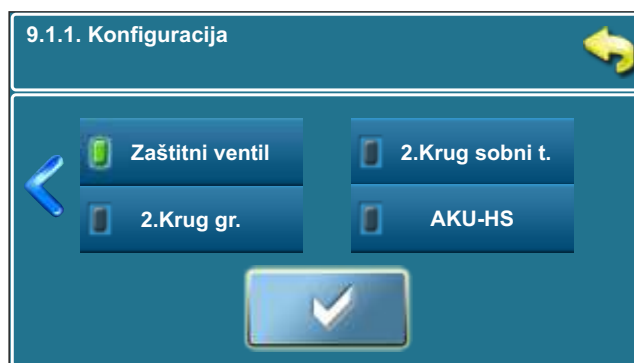 9.1.1. Konfiguracija
Zaštitni ventil
2.Krug sobni t.
2.Krug gr.
AKU-HS